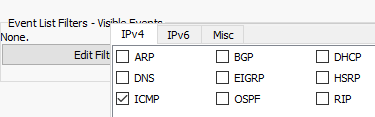 Event List Filters - Visible Events
None.
Edit Filt
IPv4 IPv6 Misc
ARP BGP DHCP
DNS EIGRP HSRP
ICMP OSPF RIP